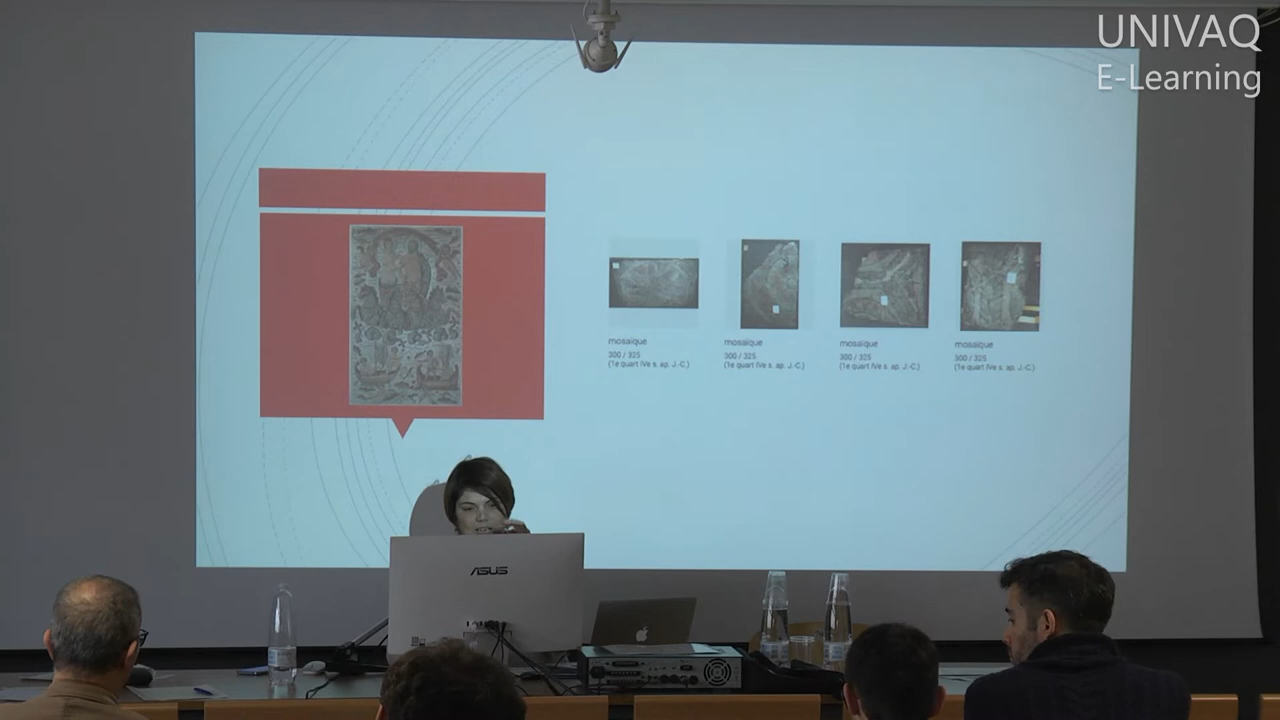 UNIVAQ
E-Learning
mosaïque
300 / 325
(1e quart IVe s. ap. J.-C.)
mosaïque
300 / 325
(1e quart IVe s. ap. J.-C.)
mosaïque
300 / 325
(1e quart IVe s. ap. J.-C.)
mosaïque
300 / 325
(1e quart IVe s. ap. J.-C.)
ASUS